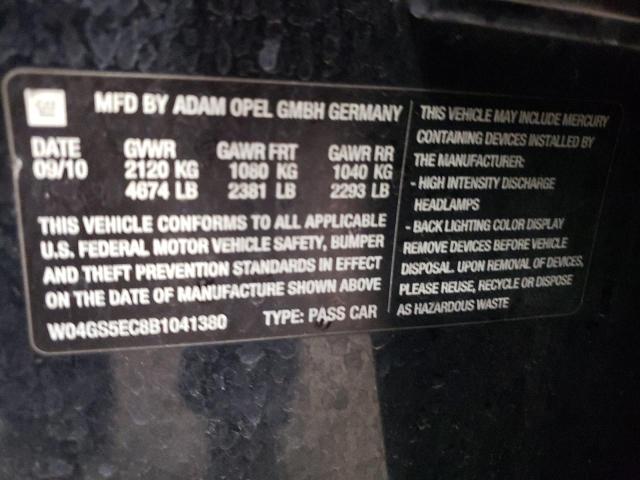 GM
MFD BY ADAM OPEL GMBH GERMANY
DATE GVWR GAWR FRT GAWR RR
09/10 2120 KG 1080 KG 1040 KG
4674 LB 2381 LB 2293 LB
THIS VEHICLE CONFORMS TO ALL APPLICABLE
U.S. FEDERAL MOTOR VEHICLE SAFETY, BUMPER
AND THEFT PREVENTION STANDARDS IN EFFECT
ON THE DATE OF MANUFACTURE SHOWN ABOVE
W04GS5EC8B1041380 TYPE: PASS CAR
THIS VEHICLE MAY INCLUDE MERCURY
CONTAINING DEVICES INSTALLED BY
THE MANUFACTURER:
- HIGH INTENSITY DISCHARGE
HEADLAMPS
- BACK LIGHTING COLOR DISPLAY
REMOVE DEVICES BEFORE VEHICLE
DISPOSAL. UPON REMOVAL OF DEVICES,
PLEASE REUSE, RECYCLE OR DISPOSE
AS HAZARDOUS WASTE